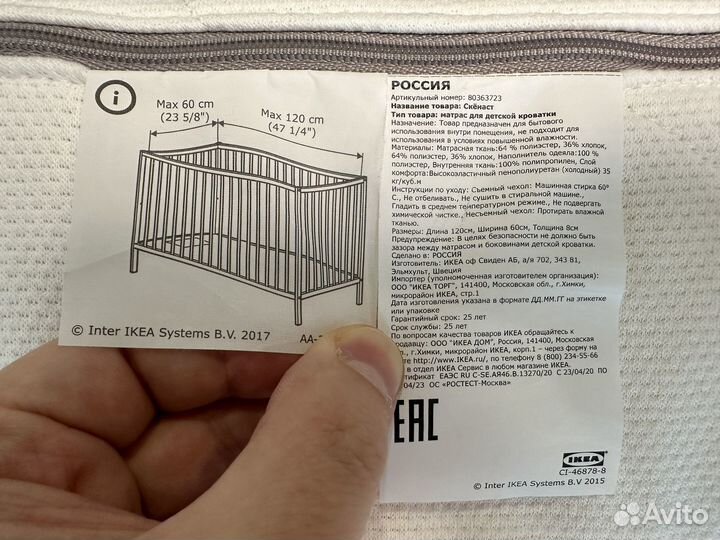 Max 60 cm
(23 5/8")
Max 120 cm
(47 1/4")
© Inter IKEA Systems B.V. 2017
AA-
РОССИЯ
Артикульный номер: 80363723
Название товара: Скёнаст
Тип товара: матрас для детской кроватки
Назначение: Товар предназначен для бытового
использования внутри помещения, не подходит для
использования в условиях повышенной влажности.
Материалы: Матрасная ткань:64 % полиэстер, 36% хлопок,
64% полиэстер, 36% хлопок, Наполнитель одеяла:100 %
полиэстер, Внутренняя ткань:100% полипропилен, Слой
комфорта:Высокоэластичный пенополиуретан (холодный) 35
кг/куб.м
Инструкции по уходу: Съемный чехол: Машинная стирка 60°
С., Не отбеливать., Не сушить в стиральной машине.,
Гладить в среднем температурном режиме., Не подвергать
химической чистке., Несъемный чехол: Протирать влажной
тканью.
Размеры: Длина 120см, Ширина 60см, Толщина 8см
Предупреждение: В целях безопасности не должно быть
зазора между матрасом и боковинами детской кроватки.
Сделано в: РОССИЯ
Изготовитель: ИКЕА оф Свиден АБ, а/я 702, 343 81,
Эльмхульт, Швеция
Импортер (уполномоченная изготовителем организация):
ООО "ИКЕА ТОРГ", 141400, Московская обл., г.Химки,
микрорайон ИКЕА, стр.1
Дата изготовления указана в формате ДД.ММ.ГГ на этикетке
или упаковке
Гарантийный срок: 25 лет
Срок службы: 25 лет
По вопросам качества товаров ИКЕА обращайтесь к
продавцу: ООО "ИКЕА ДОМ", Россия, 141400, Московская
обл., г.Химки, микрорайон ИКЕА, корп.1 – через форму
на http://www.IKEA.ru/, по телефону 8 (800) 234-55-66
в отдел ИКЕА Сервис в любом магазине ИКЕА.
ЕАЭС RU C-SE.АЯ46.В.13270/20 С 23/04/20 ПО
04/23 ОС «РОСТЕСТ-Москва»
EAC
IKEA
CI-46878-8
© Inter IKEA Systems B.V 2015
Avito